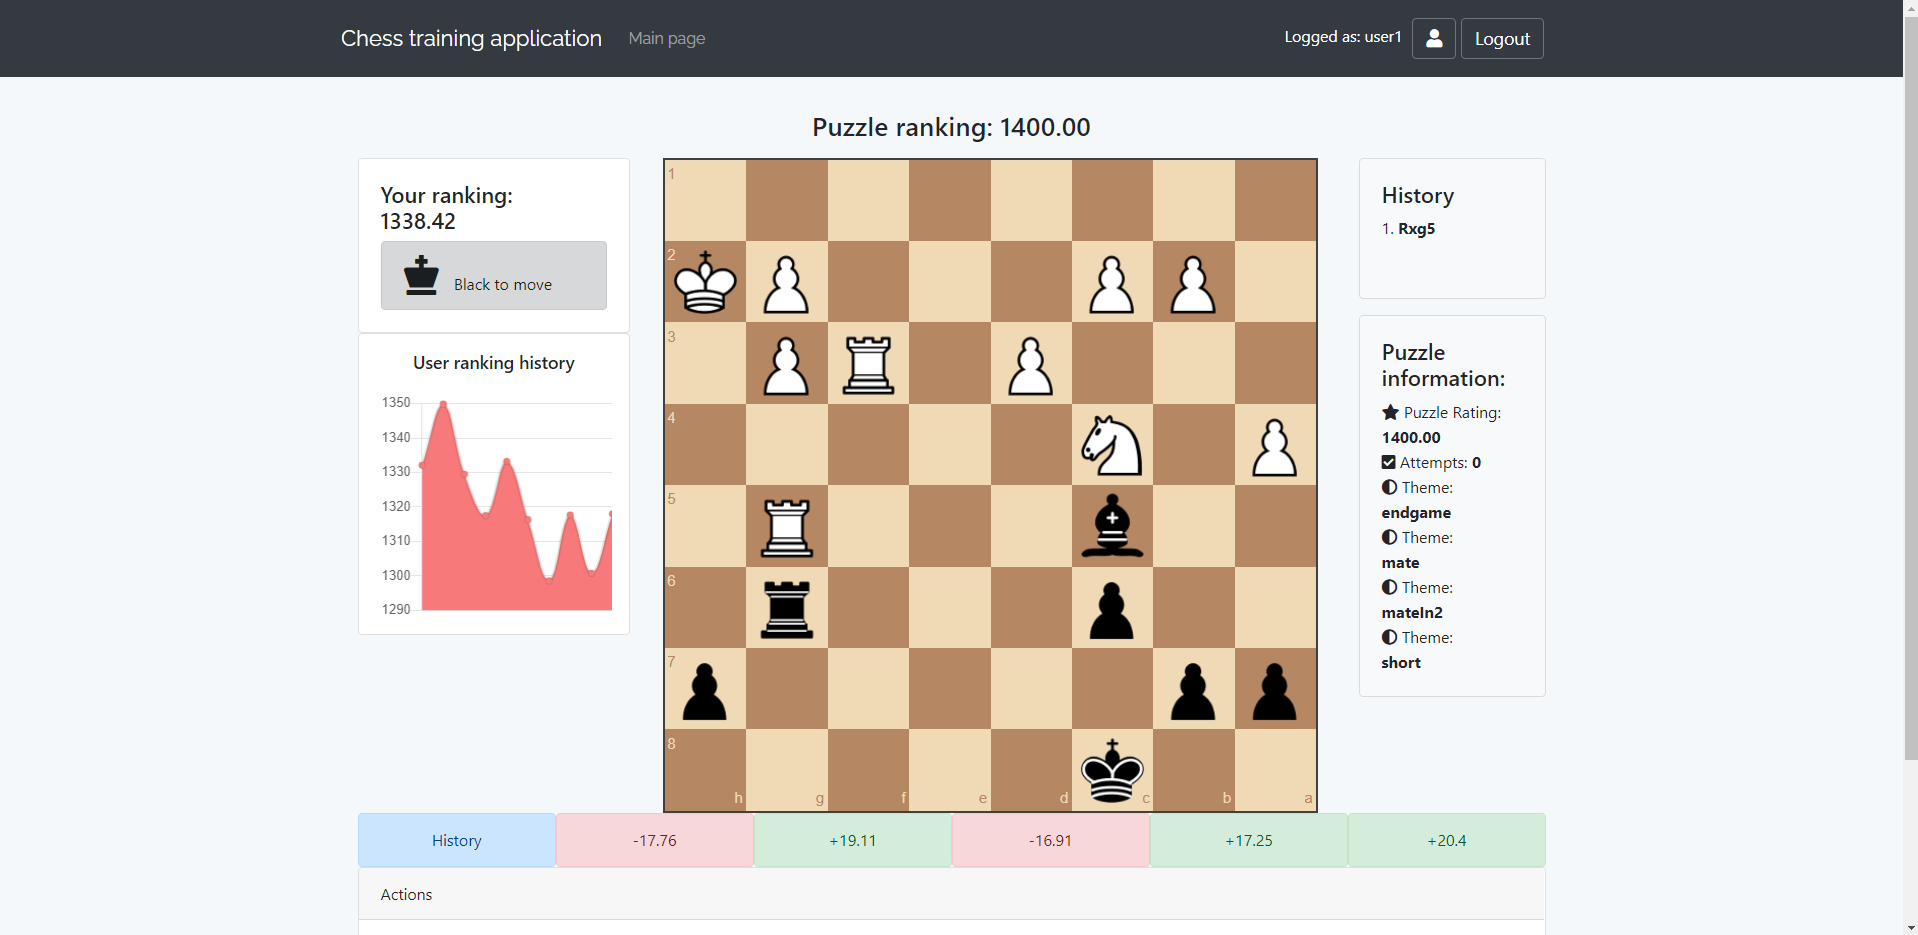 Chess training application
Main page
Logged as: user1
Logout
Puzzle ranking: 1400.00
Your ranking:
1338.42
Black to move
User ranking history
1350
1340
1330
1320
1310
1300
1290
1
2
3
4
5
6
7
8
h
g
f
e
d
c
b
a
History
1. Rxg5
Puzzle
information:
Puzzle Rating:
1400.00
Attempts: 0
Theme:
endgame
Theme:
mate
Theme:
mateIn2
Theme:
short
History
-17.76
+19.11
-16.91
+17.25
+20.4
Actions